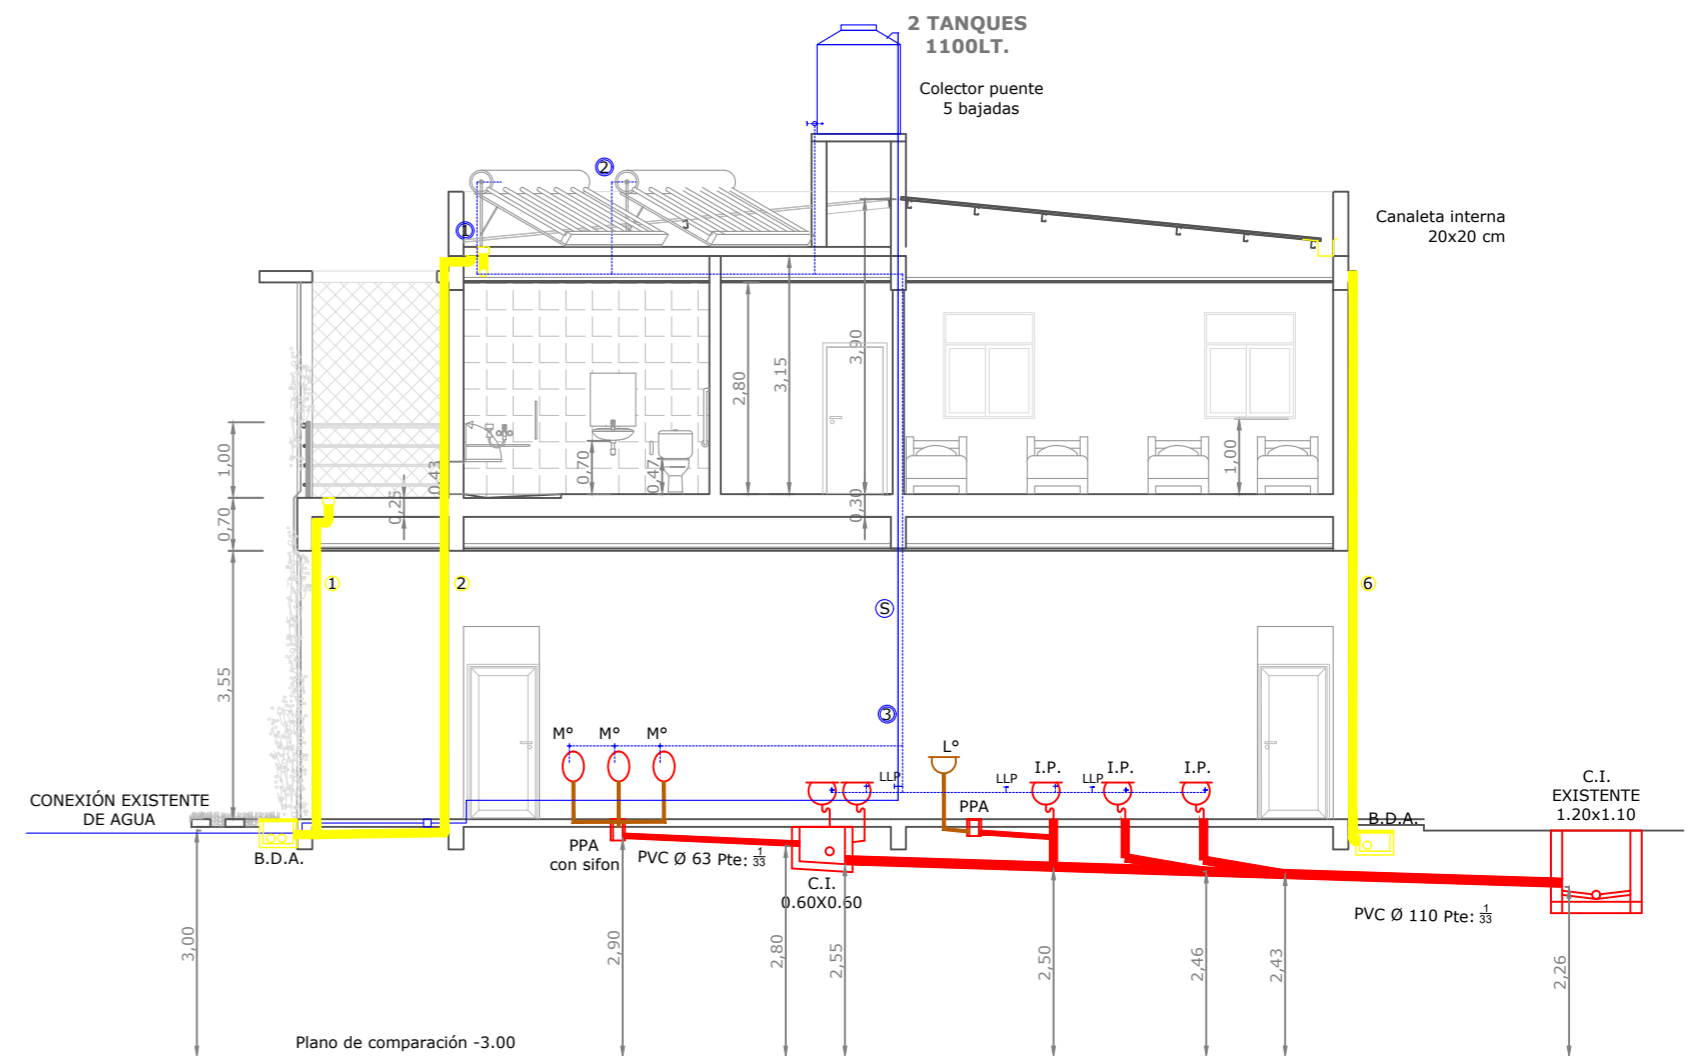 2 TANQUES
1100LT.
Colector puente
5 bajadas
2
1
Canaleta interna
20x20 cm
3,90
3,15
2,80
1,00
0,43
0,70
0,47
1,00
0,25
0,30
0,70
1
2
S
6
3,55
3
M° M° M°
L°
LLP
I.P.
LLP
I.P.
I.P.
C.I.
EXISTENTE
1.20x1.10
CONEXIÓN EXISTENTE
DE AGUA
PPA
B.D.A.
B.D.A.
PPA
con sifon
PVC Ø 63 Pte: 1/33
C.I.
0.60X0.60
PVC Ø 110 Pte: 1/33
3,00
2,90
2,80
2,55
2,50
2,46
2,43
2,26
Plano de comparación -3.00